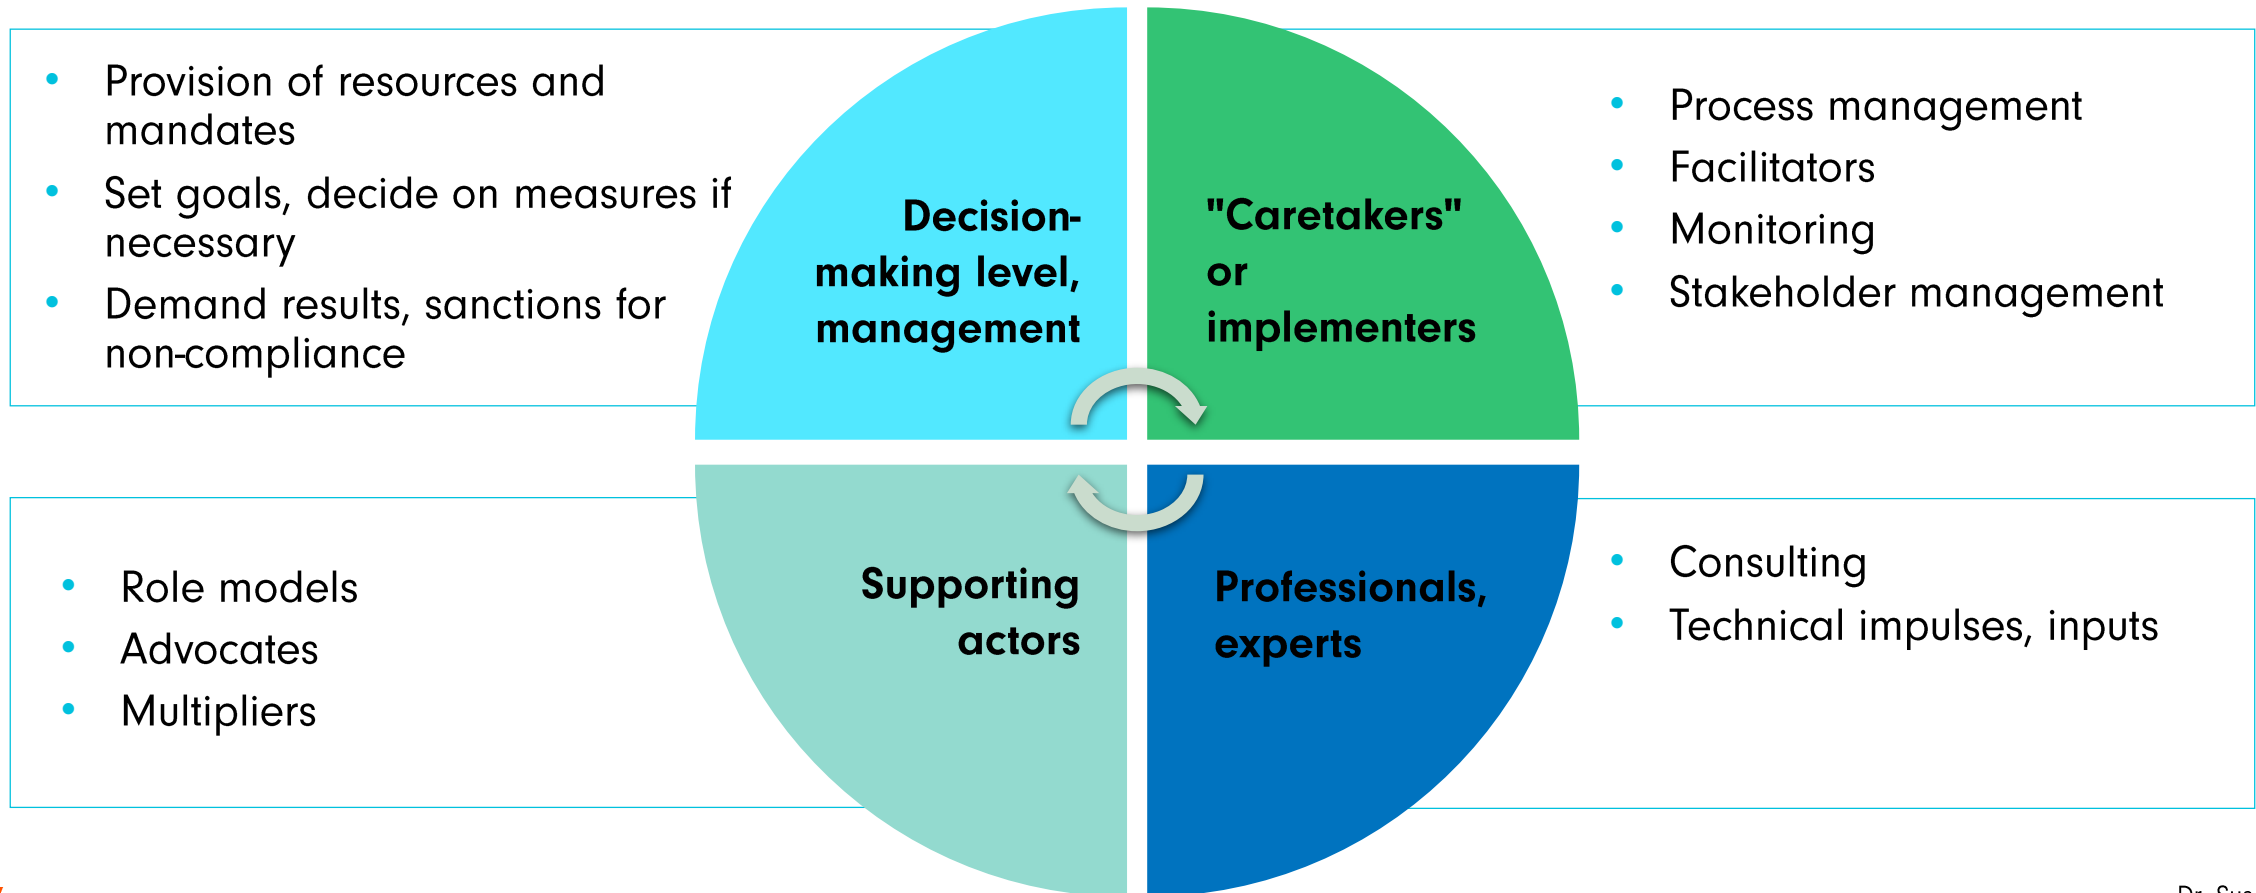 • Provision of resources and
mandates
• Set goals, decide on measures if
necessary
• Demand results, sanctions for
non-compliance
Decision-
making level,
management
"Caretakers"
or
implementers
• Process management
• Facilitators
• Monitoring
• Stakeholder management
• Role models
• Advocates
• Multipliers
Supporting
actors
Professionals,
experts
• Consulting
• Technical impulses, inputs